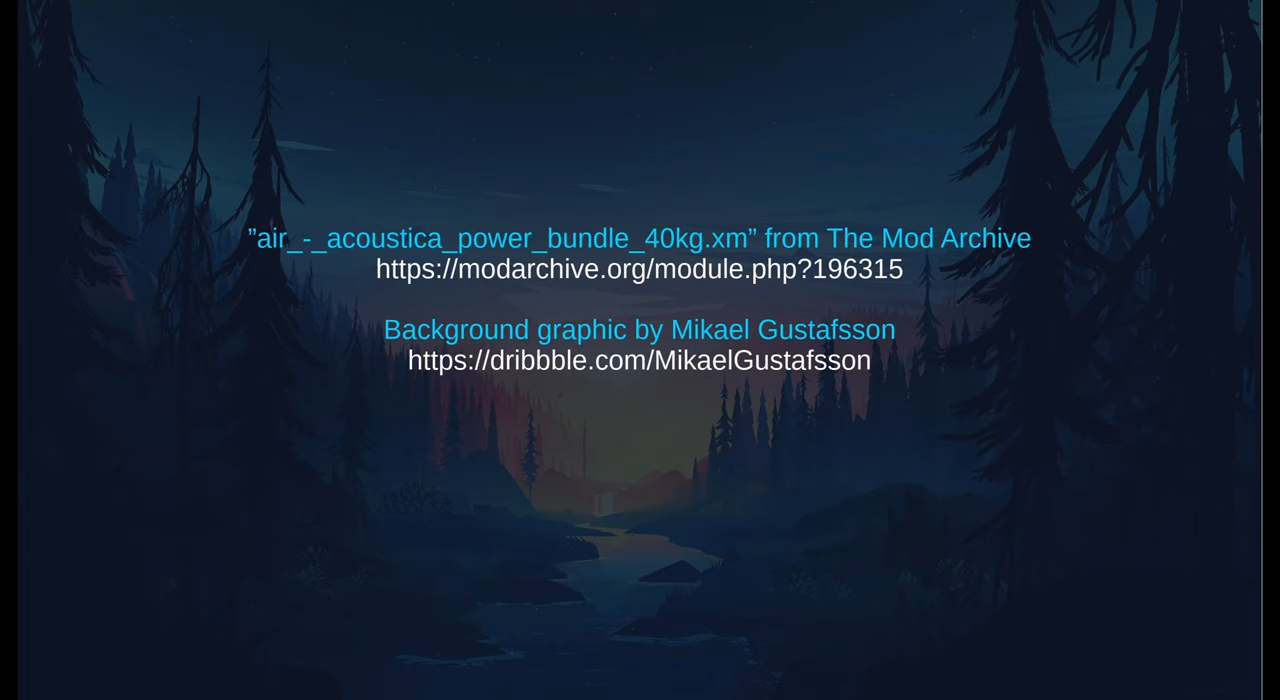 ”air_-_acoustica_power_bundle_40kg.xm” from The Mod Archive
https://modarchive.org/module.php?196315
Background graphic by Mikael Gustafsson
https://dribbble.com/MikaelGustafsson